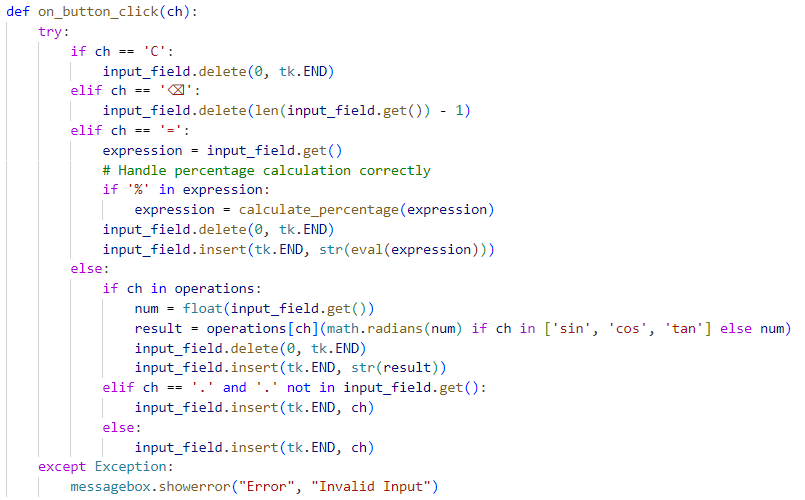 def on_button_click(ch):
    try:
        if ch == 'C':
            input_field.delete(0, tk.END)
        elif ch == '⌫':
            input_field.delete(len(input_field.get()) - 1)
        elif ch == '=':
            expression = input_field.get()
            # Handle percentage calculation correctly
            if '%' in expression:
                expression = calculate_percentage(expression)
            input_field.delete(0, tk.END)
            input_field.insert(tk.END, str(eval(expression)))
        else:
            if ch in operations:
                num = float(input_field.get())
                result = operations[ch](math.radians(num) if ch in ['sin', 'cos', 'tan'] else num)
                input_field.delete(0, tk.END)
                input_field.insert(tk.END, str(result))
            elif ch == '.' and '.' not in input_field.get():
                input_field.insert(tk.END, ch)
            else:
                input_field.insert(tk.END, ch)
    except Exception:
        messagebox.showerror("Error", "Invalid Input")